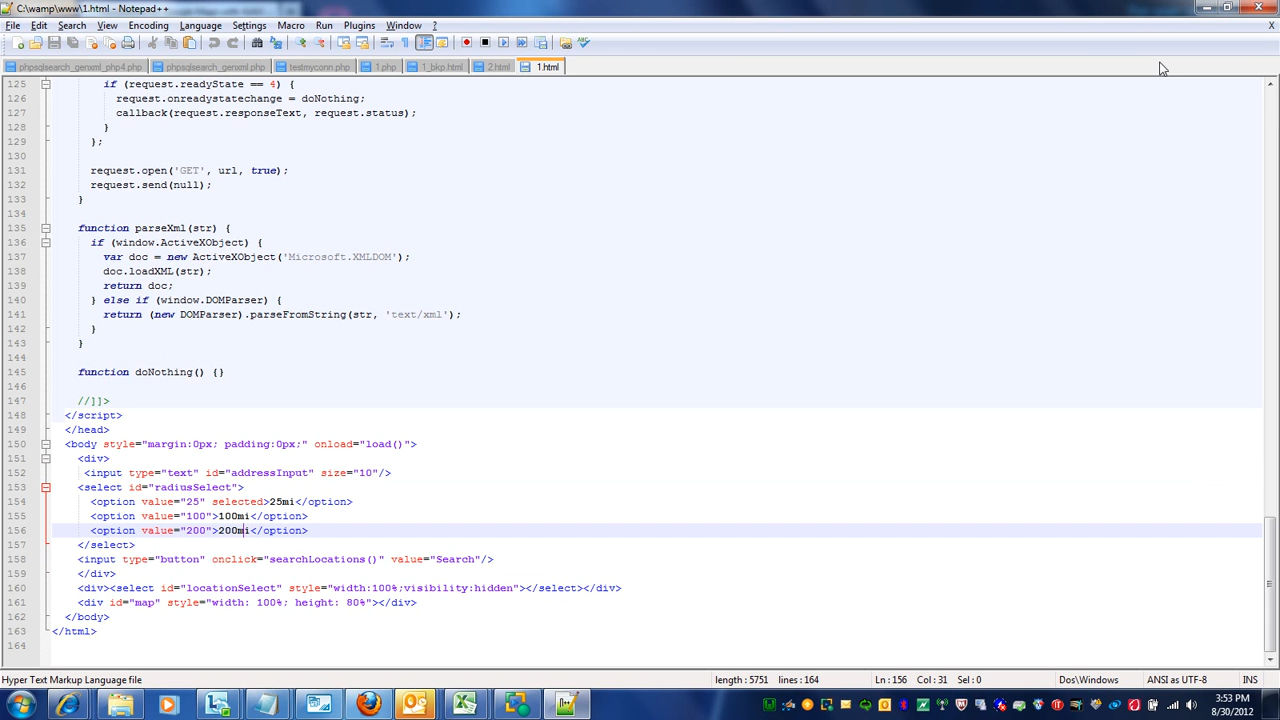 C:\wamp\www\1.html - Notepad++
File Edit Search View Encoding Language Settings Macro Run Plugins Window ? X
phpsqlsearch_genxml_php4.php phpsqlsearch_genxml.php testmyconn.php 1.php 1_bkp.html 2.html 1.html
125 if (request.readyState == 4) {
126 request.onreadystatechange = doNothing;
127 callback(request.responseText, request.status);
128 }
129 };
130
131 request.open('GET', url, true);
132 request.send(null);
133 }
134
135 function parseXml(str) {
136 if (window.ActiveXObject) {
137 var doc = new ActiveXObject('Microsoft.XMLDOM');
138 doc.loadXML(str);
139 return doc;
140 } else if (window.DOMParser) {
141 return (new DOMParser).parseFromString(str, 'text/xml');
142 }
143 }
144
145 function doNothing() {}
146
147 //]]>
148 </script>
149 </head>
150 <body style="margin:0px; padding:0px;" onload="load()">
151 <div>
152 <input type="text" id="addressInput" size="10"/>
153 <select id="radiusSelect">
154 <option value="25" selected>25mi</option>
155 <option value="100">100mi</option>
156 <option value="200">200mi</option>
157 </select>
158 <input type="button" onclick="searchLocations()" value="Search"/>
159 </div>
160 <div><select id="locationSelect" style="width:100%;visibility:hidden"></select></div>
161 <div id="map" style="width: 100%; height: 80%"></div>
162 </body>
163 </html>
164
Hyper Text Markup Language file length : 5751 lines : 164 Ln : 156 Col : 31 Sel : 0 Dos\Windows ANSI as UTF-8 INS
3:53 PM
8/30/2012